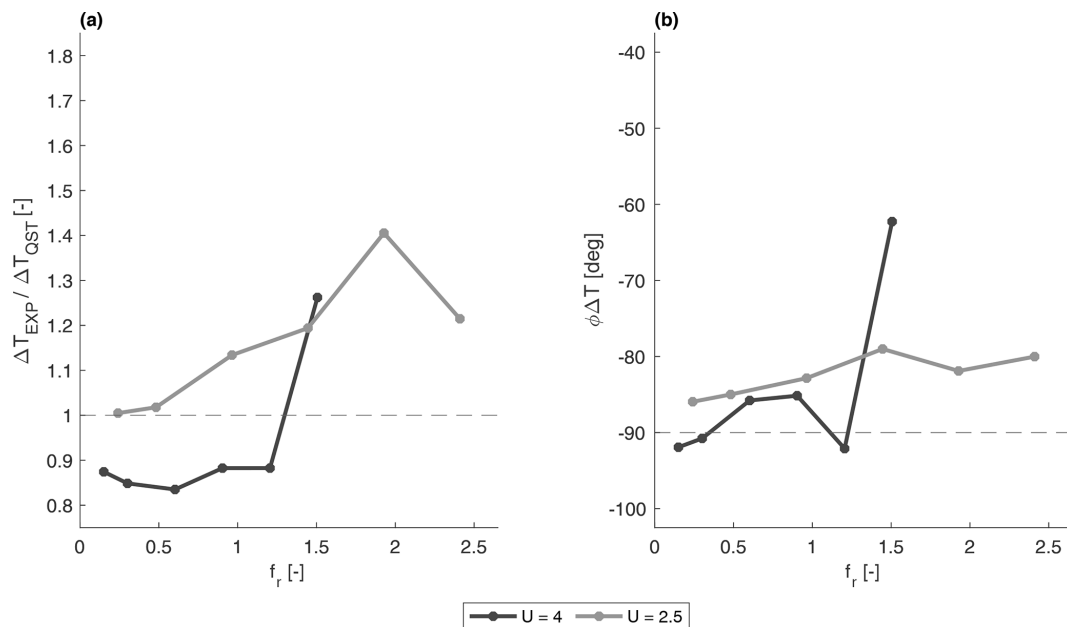 (a)
1.8
1.7
1.6
1.5
1.4
1.3
1.2
1.1
1
0.9
0.8
0 0.5 1 1.5 2 2.5
f_r [-]
ΔT_EXP / ΔT_QST [-]
(b)
-40
-50
-60
-70
-80
-90
-100
0 0.5 1 1.5 2 2.5
f_r [-]
ϕΔT [deg]
U = 4 U = 2.5